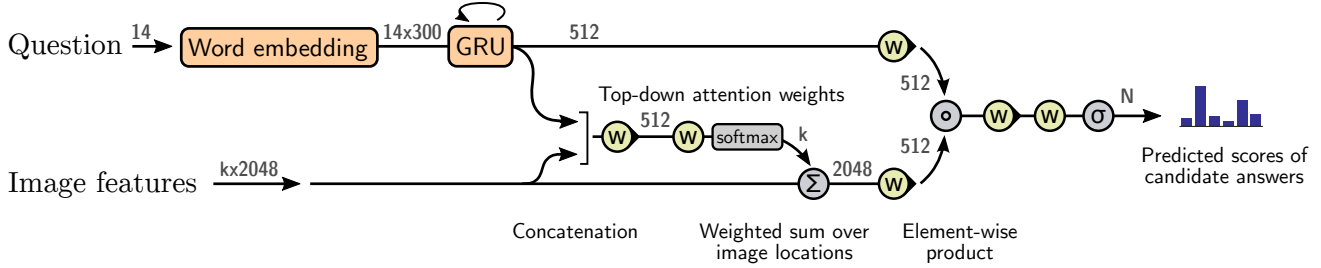 Question
14
Word embedding
14x300
GRU
512
w
512
Top-down attention weights
w
512
w
softmax
k
σ
N
w
w
512
Predicted scores of
candidate answers
Image features
kx2048
Σ
2048
w
Concatenation
Weighted sum over
image locations
Element-wise
product